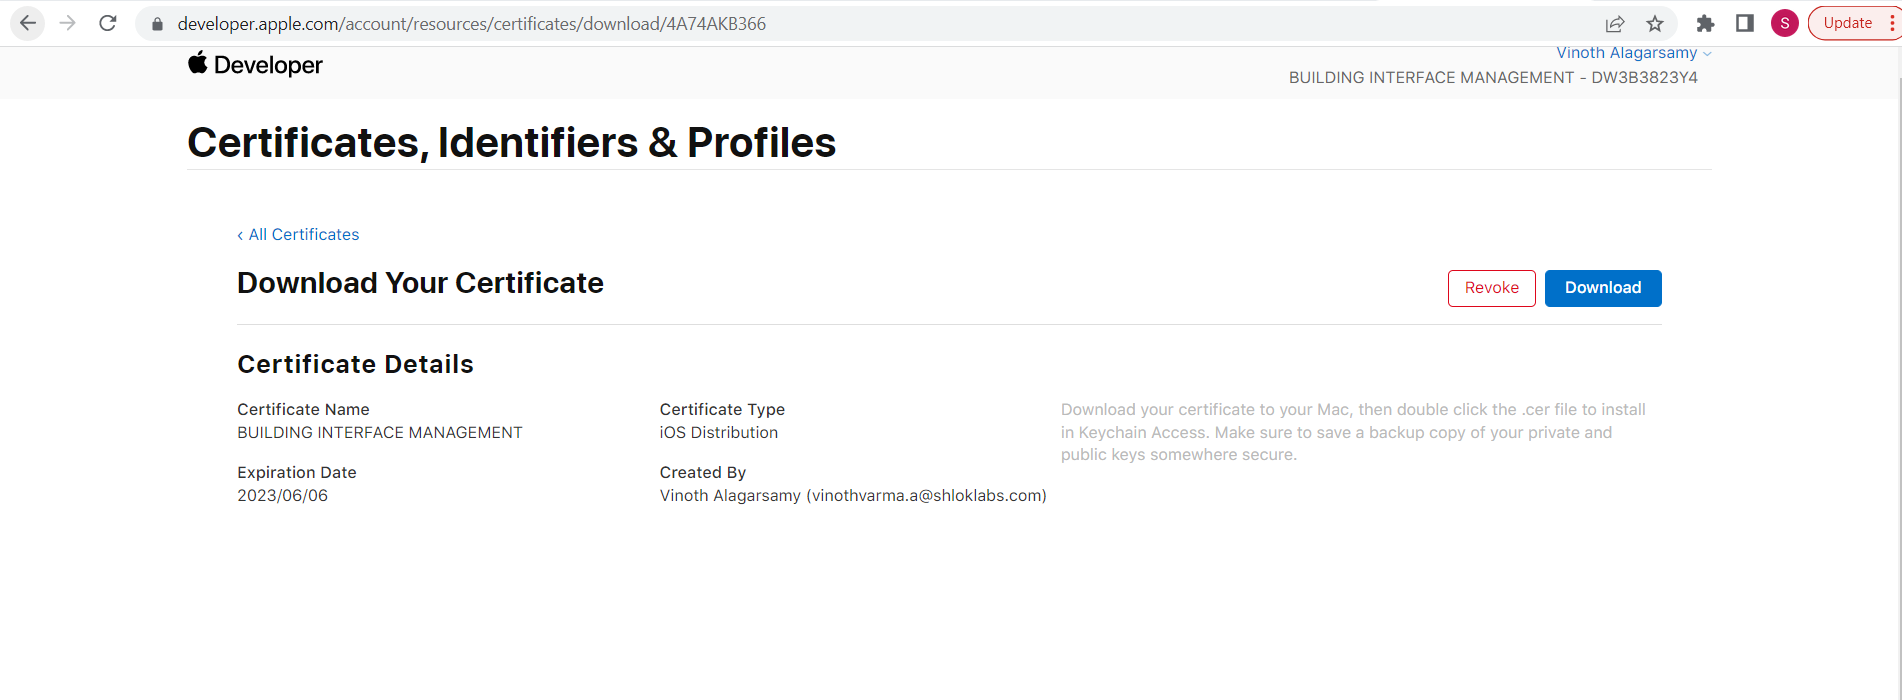 developer.apple.com/account/resources/certificates/download/4A74AKB366
S
Update
Developer
Vinoth Alagarsamy
BUILDING INTERFACE MANAGEMENT - DW3B3823Y4
Certificates, Identifiers & Profiles
‹ All Certificates
Download Your Certificate
Revoke
Download
Certificate Details
Certificate Name
BUILDING INTERFACE MANAGEMENT
Expiration Date
2023/06/06
Certificate Type
iOS Distribution
Created By
Vinoth Alagarsamy (vinothvarma.a@shloklabs.com)
Download your certificate to your Mac, then double click the .cer file to install
in Keychain Access. Make sure to save a backup copy of your private and
public keys somewhere secure.